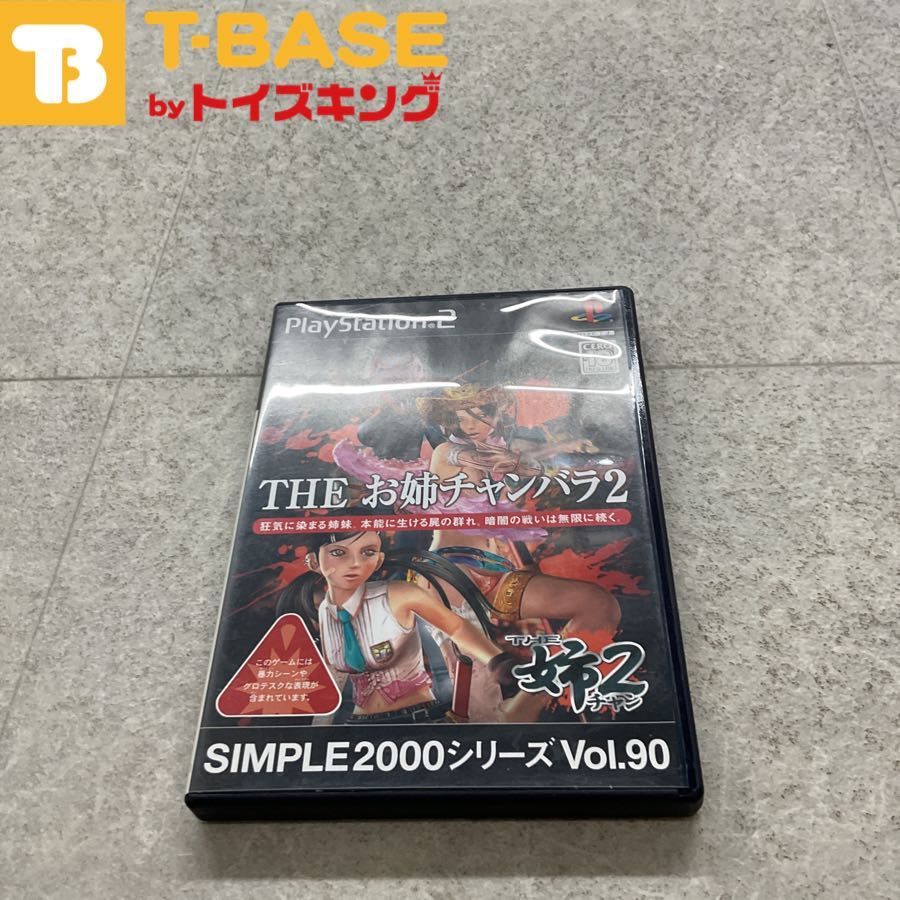 T-BASE
by トイズキング
PlayStation 2
CERO
18
THE お姉チャンバラ2
狂気に染まる姉妹。本能に生ける屍の群れ。暗闇の戦いは無限に続く。
このゲームには
暴力シーンや
グロテスクな表現が
含まれています。
THE
姉2
チャン
SIMPLE2000シリーズ Vol.90